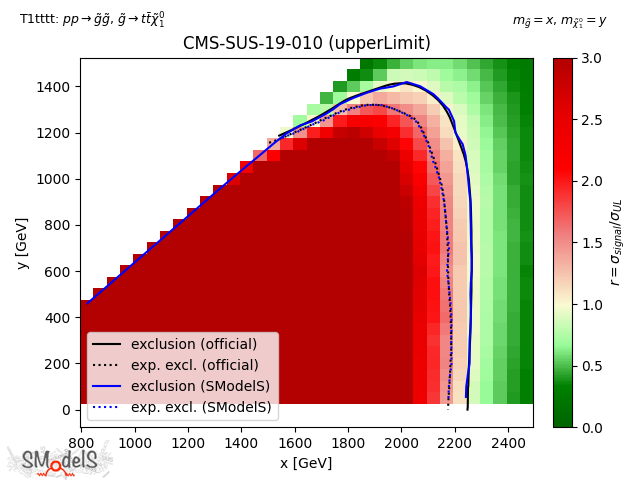 T1tttt: pp → g̃g̃, g̃ → tt̄χ̃₁⁰
m_g̃ = x, m_χ̃₁⁰ = y
CMS-SUS-19-010 (upperLimit)
1400
1200
1000
800
600
400
200
0
y [GeV]
800 1000 1200 1400 1600 1800 2000 2200 2400
x [GeV]
exclusion (official)
exp. excl. (official)
exclusion (SModelS)
exp. excl. (SModelS)
3.0
2.5
2.0
1.5
1.0
0.5
0.0
r = σ_signal/σ_UL
SModelS